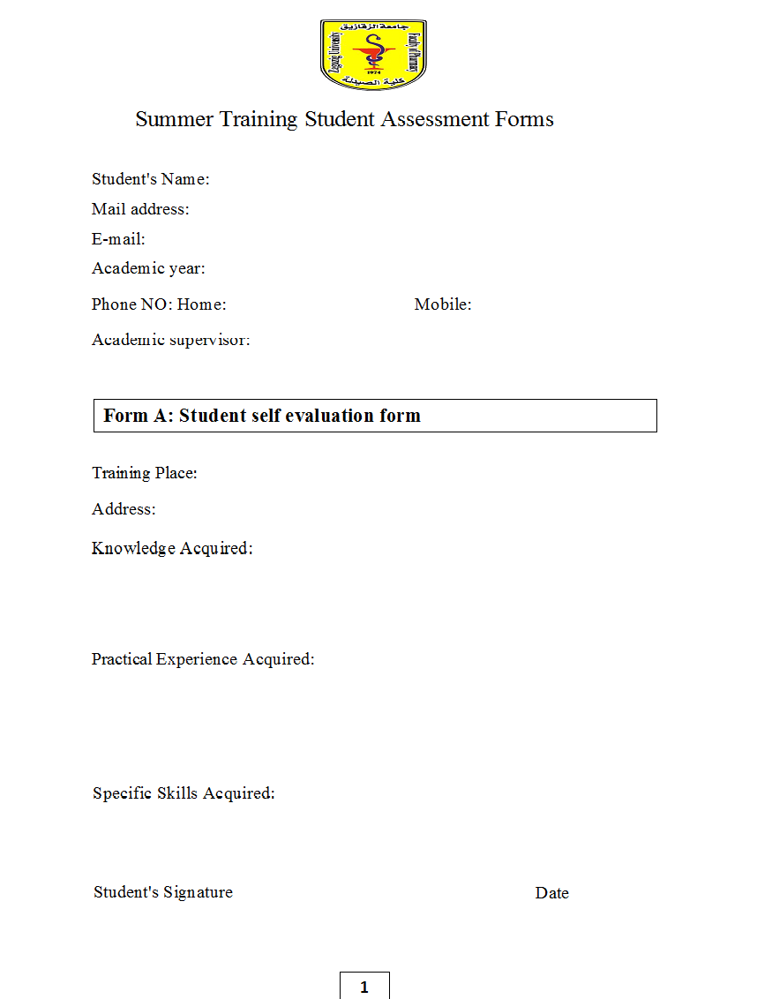 جامعة الزقازيق
Zagazig University
Faculty of Pharmacy
1974
كلية الصيدلة
Summer Training Student Assessment Forms
Student's Name:
Mail address:
E-mail:
Academic year:
Phone NO: Home: Mobile:
Academic supervisor:
Form A: Student self evaluation form
Training Place:
Address:
Knowledge Acquired:
Practical Experience Acquired:
Specific Skills Acquired:
Student's Signature Date
1